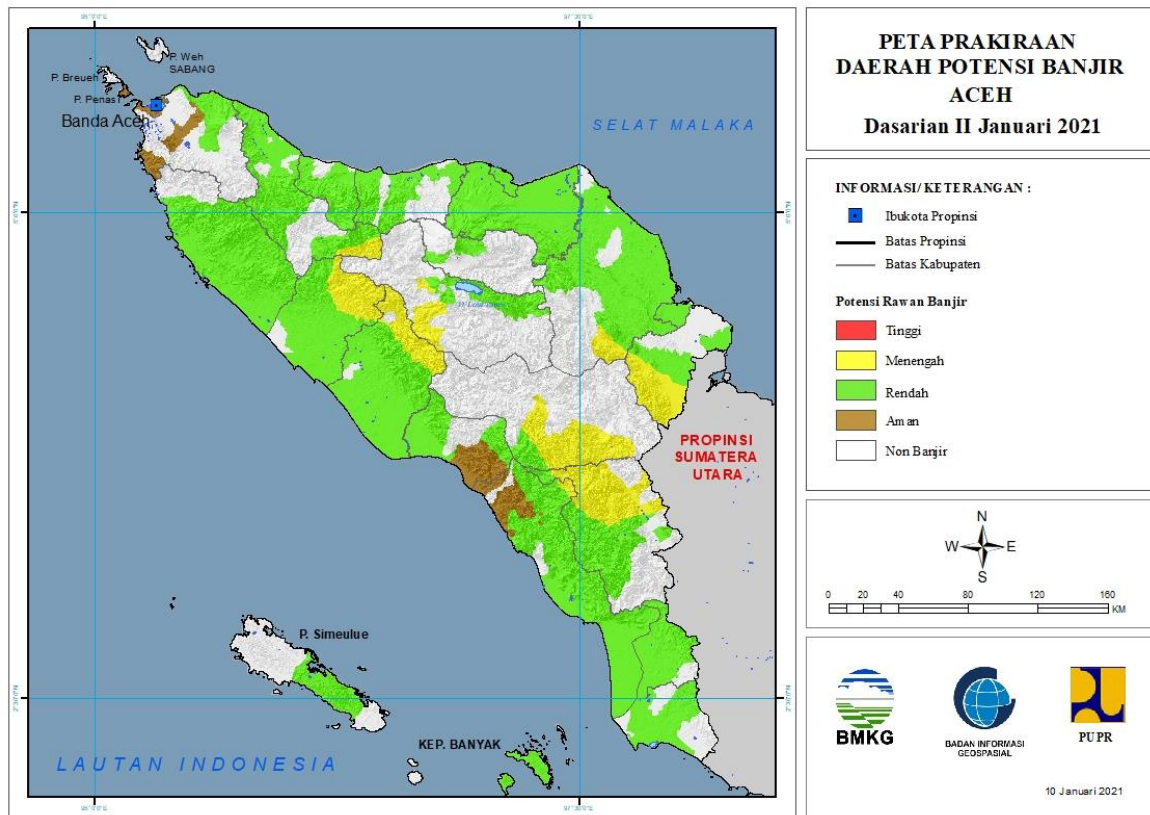 PETA PRAKIRAAN
DAERAH POTENSI BANJIR
ACEH
Dasarian II Januari 2021
INFORMASI/ KETERANGAN :
Ibukota Propinsi
Batas Propinsi
Batas Kabupaten
Potensi Rawan Banjir
Tinggi
Menengah
Rendah
Aman
Non Banjir
N
W E
S
0 20 40 80 120 160
KM
BMKG
BADAN INFORMASI
GEOSPASIAL
PUPR
10 Januari 2021
P. Weh
SABANG
P. Breueh
P. Penasi
Banda Aceh
SELAT MALAKA
PROPINSI
SUMATERA
UTARA
P. Simeulue
KEP. BANYAK
LAUTAN INDONESIA